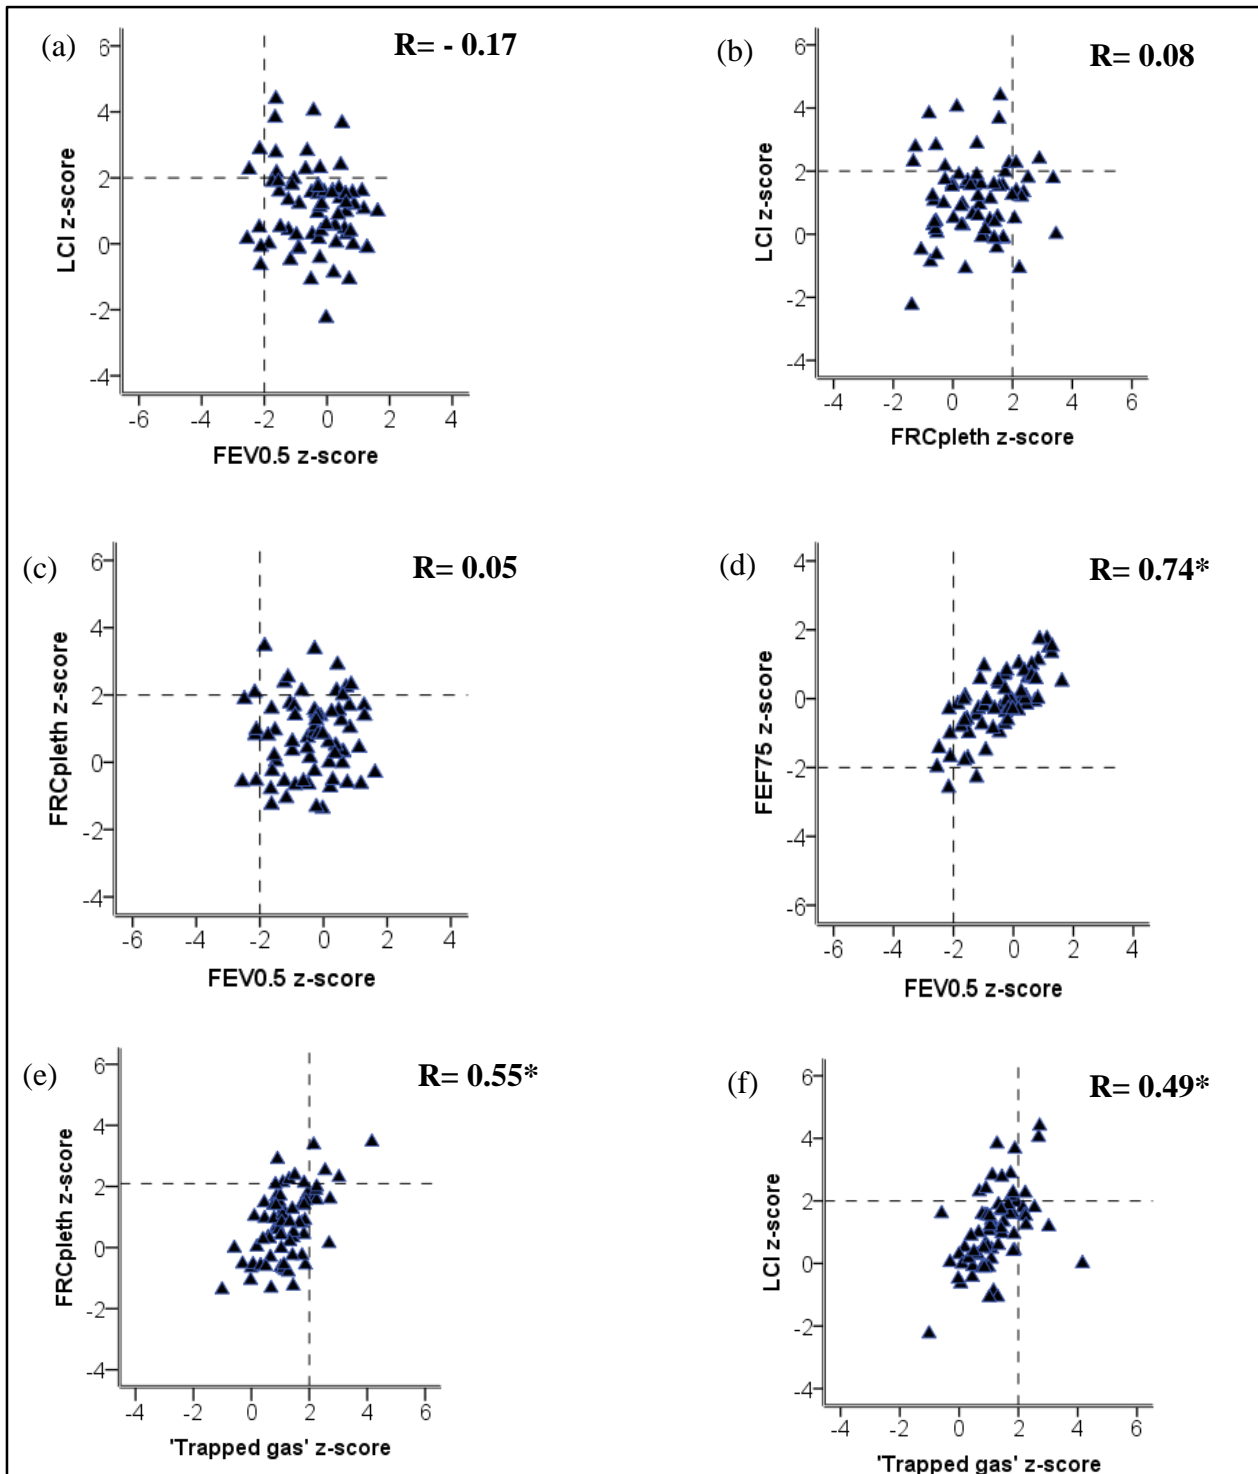 (a)
R= - 0.17
6
4
2
0
-2
-4
LCI z-score
-6 -4 -2 0 2 4
FEV0.5 z-score
(b)
R= 0.08
6
4
2
0
-2
-4
LCI z-score
-4 -2 0 2 4 6
FRCpleth z-score
(c)
R= 0.05
6
4
2
0
-2
-4
FRCpleth z-score
-6 -4 -2 0 2 4
FEV0.5 z-score
(d)
R= 0.74*
4
2
0
-2
-4
-6
FEF75 z-score
-6 -4 -2 0 2 4
FEV0.5 z-score
(e)
R= 0.55*
6
4
2
0
-2
-4
FRCpleth z-score
-4 -2 0 2 4 6
'Trapped gas' z-score
(f)
R= 0.49*
6
4
2
0
-2
-4
LCI z-score
-4 -2 0 2 4 6
'Trapped gas' z-score